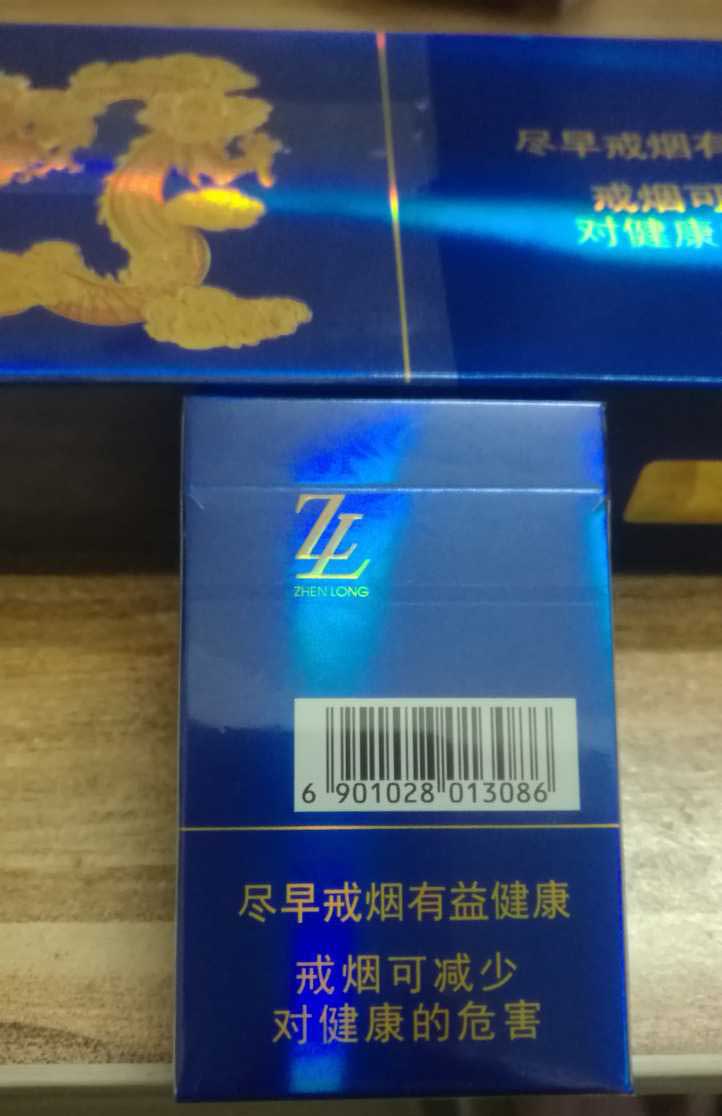 尽早戒烟有
戒烟可
对健康
ZL
ZHEN LONG
6 901028 013086
尽早戒烟有益健康
戒烟可减少
对健康的危害